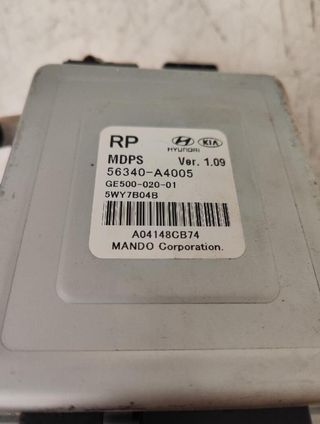 RP HYUNDAI KIA
MDPS Ver. 1.09
56340-A4005
GE500-020-01
5WY7B04B
A04148CB74
MANDO Corporation.